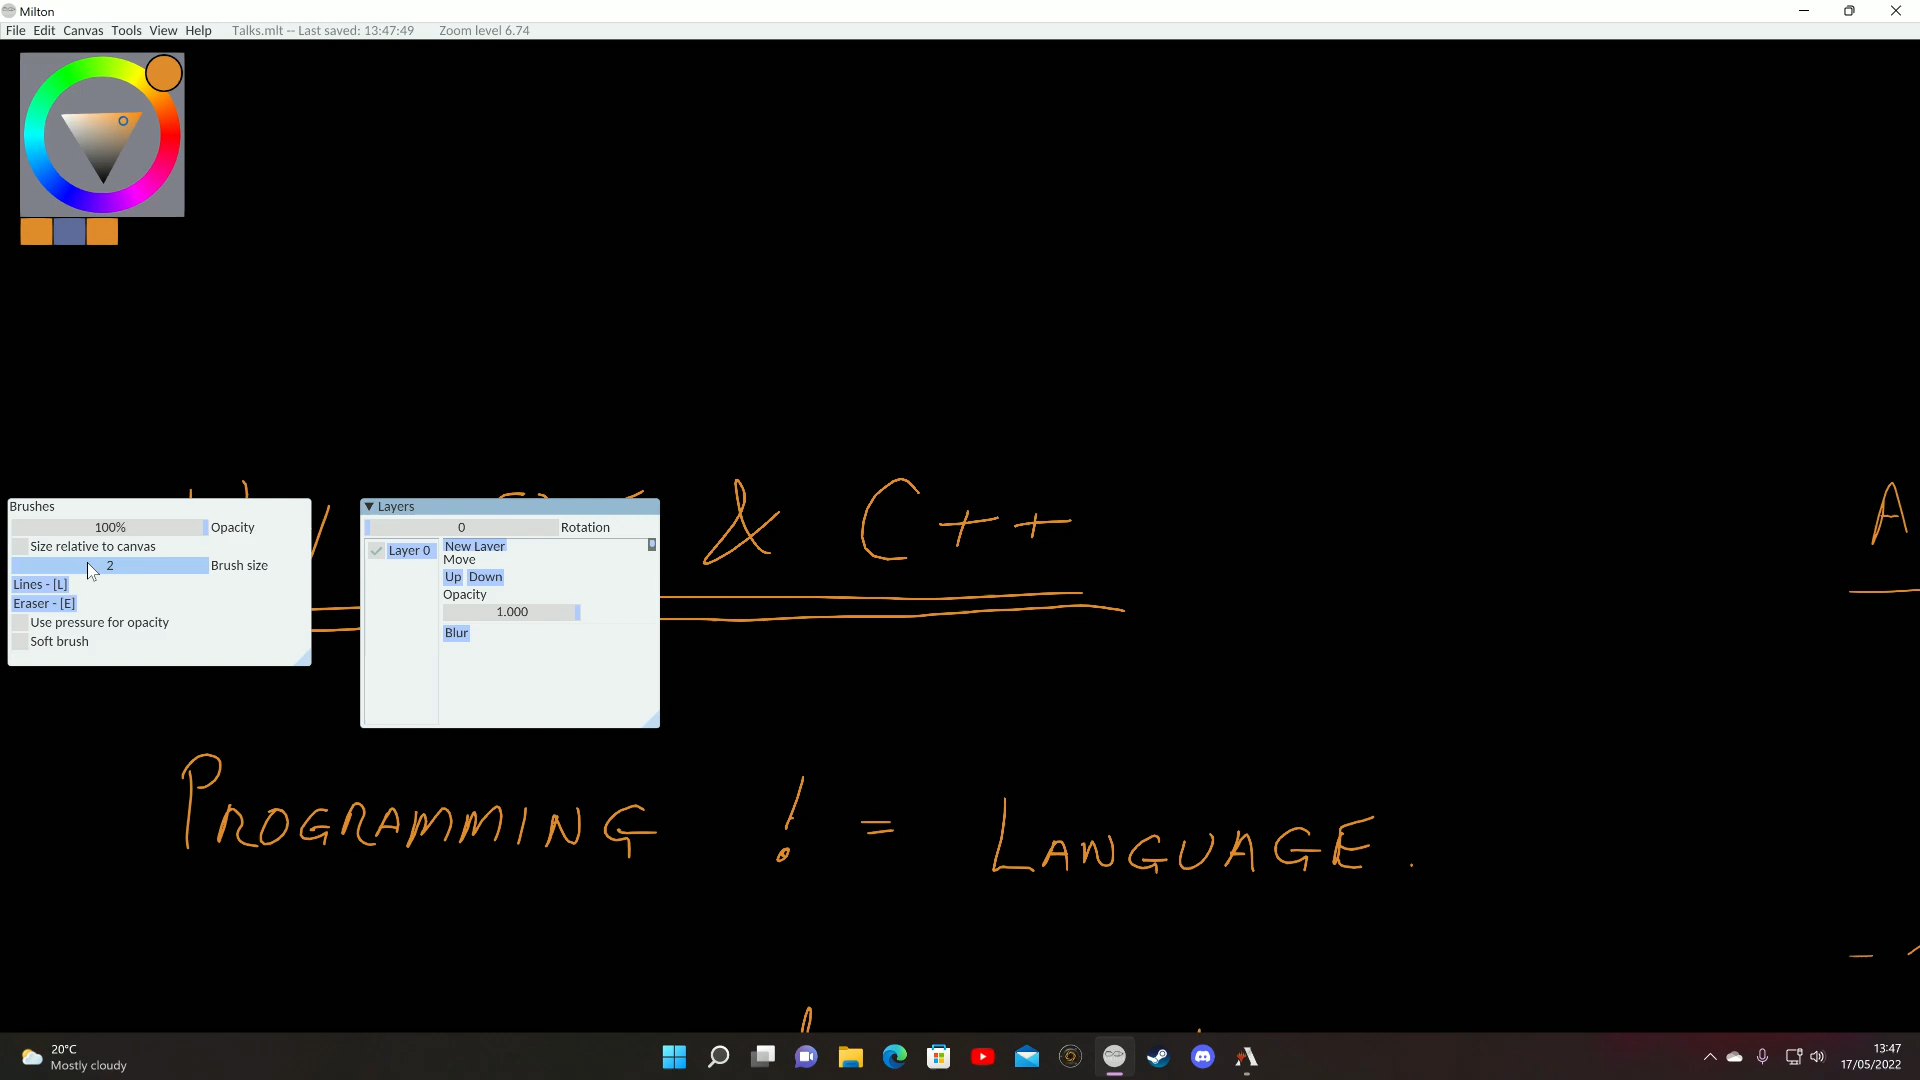 Milton
File Edit Canvas Tools View Help Talks.mlt -- Last saved: 13:47:49 Zoom level 6.74
& C++
A
Brushes
100% Opacity
Size relative to canvas
2 Brush size
Lines - [L]
Eraser - [E]
Use pressure for opacity
Soft brush
Layers
0 Rotation
Layer 0
New Layer
Move
Up Down
Opacity
1.000
Blur
PROGRAMMING != LANGUAGE.
20°C
Mostly cloudy
13:47
17/05/2022